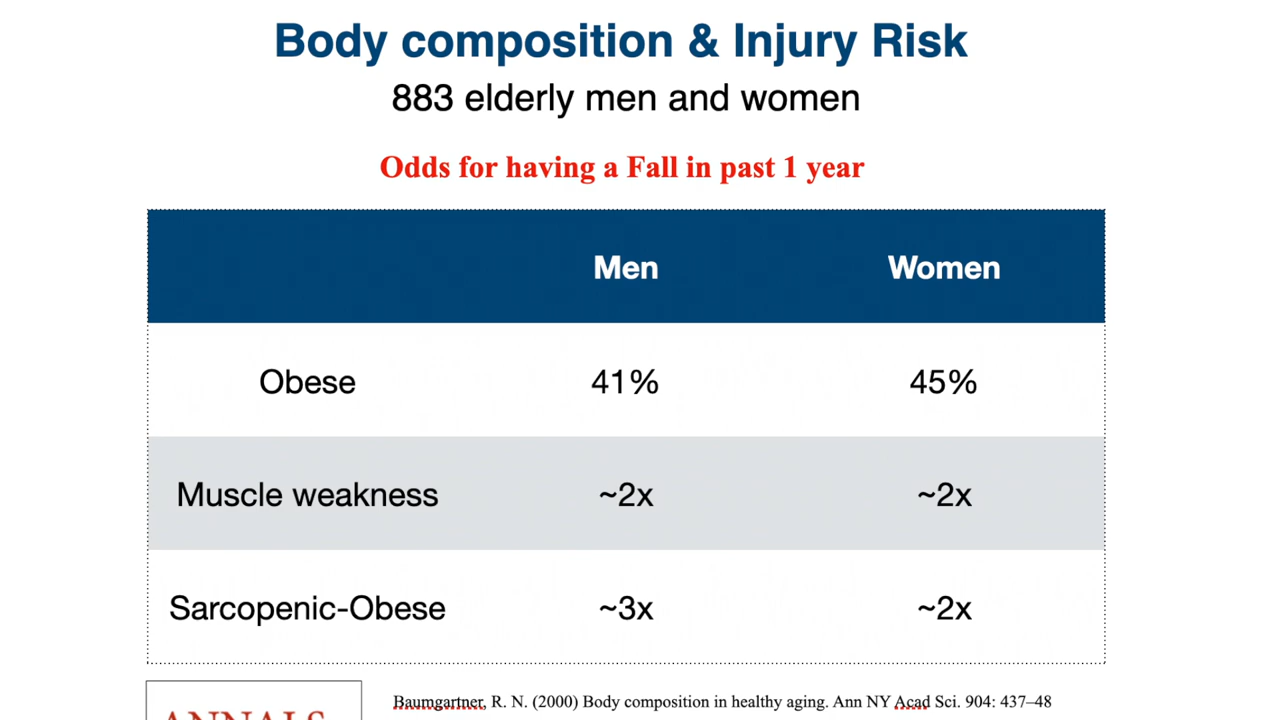 Body composition & Injury Risk
883 elderly men and women
Odds for having a Fall in past 1 year
Men Women
Obese 41% 45%
Muscle weakness ~2x ~2x
Sarcopenic-Obese ~3x ~2x
Baumgartner, R. N. (2000) Body composition in healthy aging. Ann NY Acad Sci. 904: 437–48
ANNALS